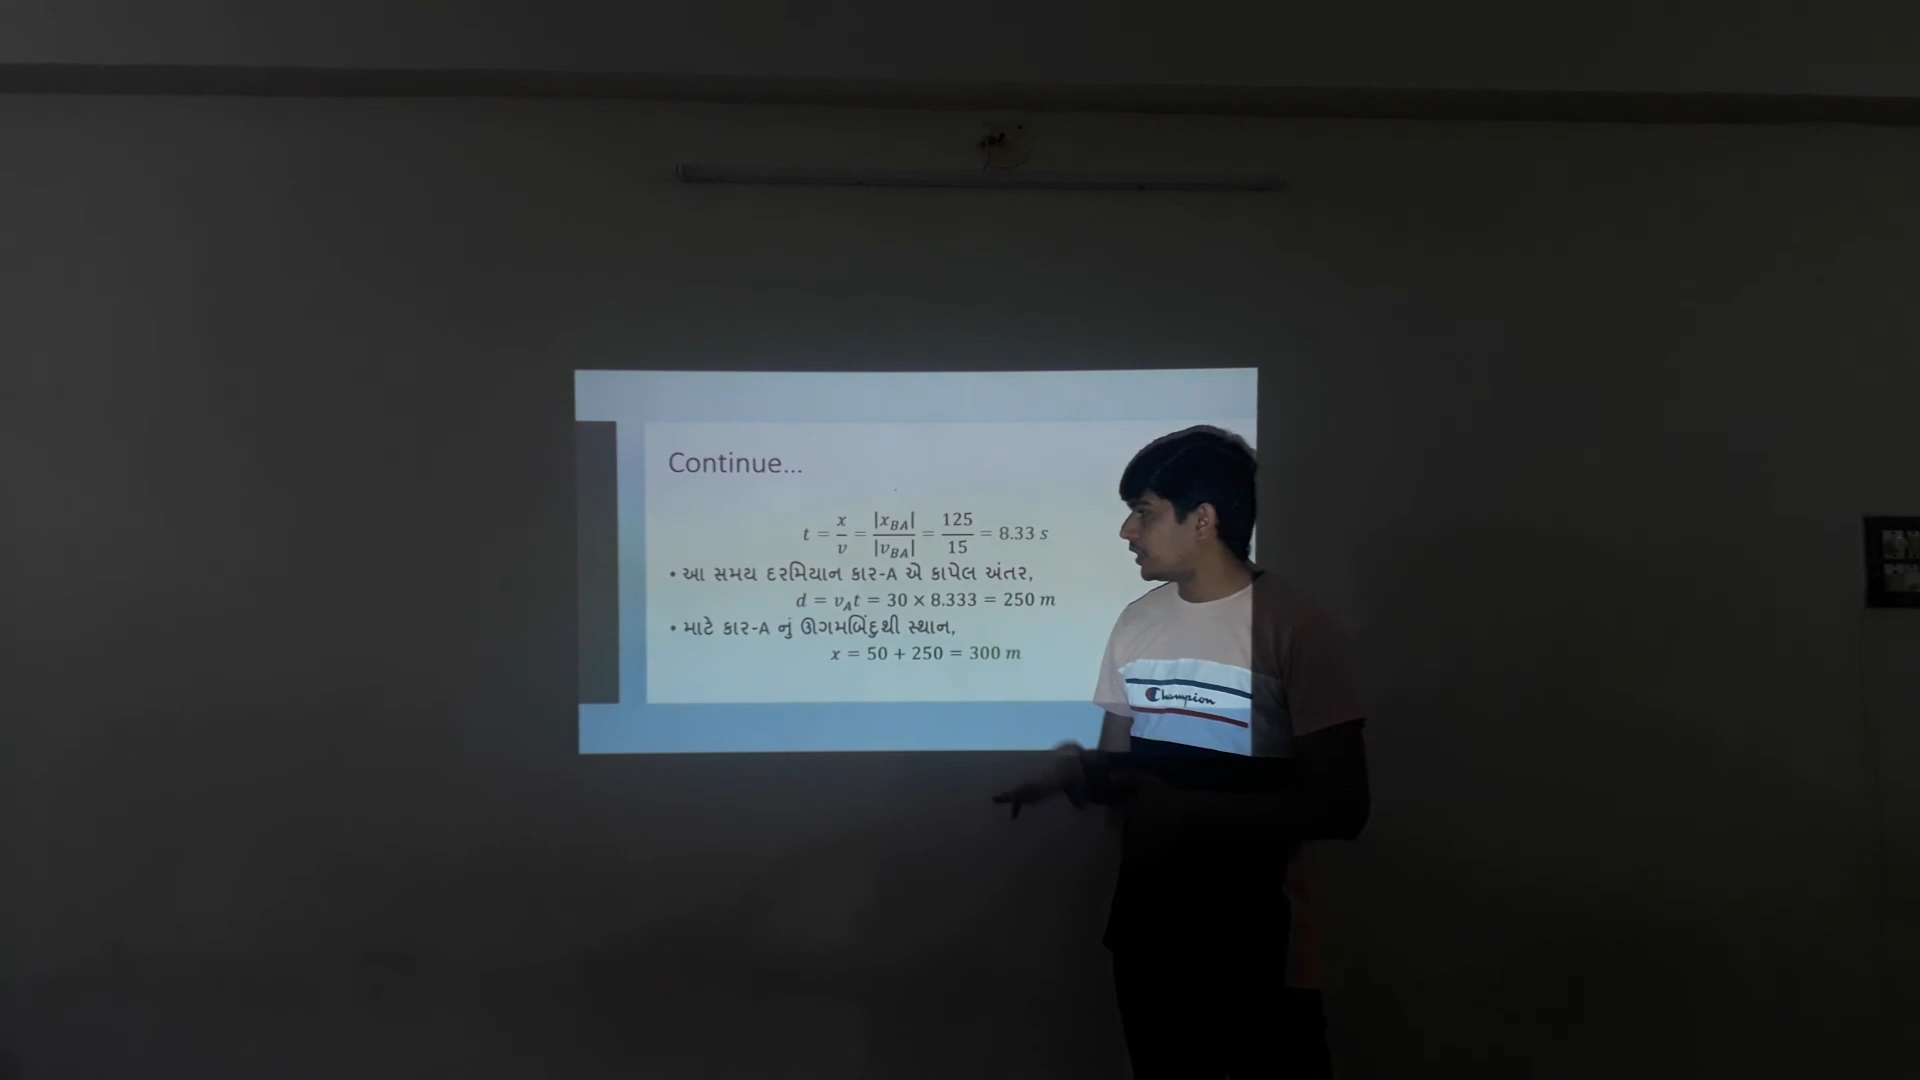 Continue...
t = x/v = |x_BA|/|v_BA| = 125/15 = 8.33 s
• આ સમય દરમિયાન કાર-A એ કાપેલ અંતર,
d = v_A t = 30 × 8.333 = 250 m
• માટે કાર-A નું ઊગમબિંદુથી સ્થાન,
x = 50 + 250 = 300 m
Champion